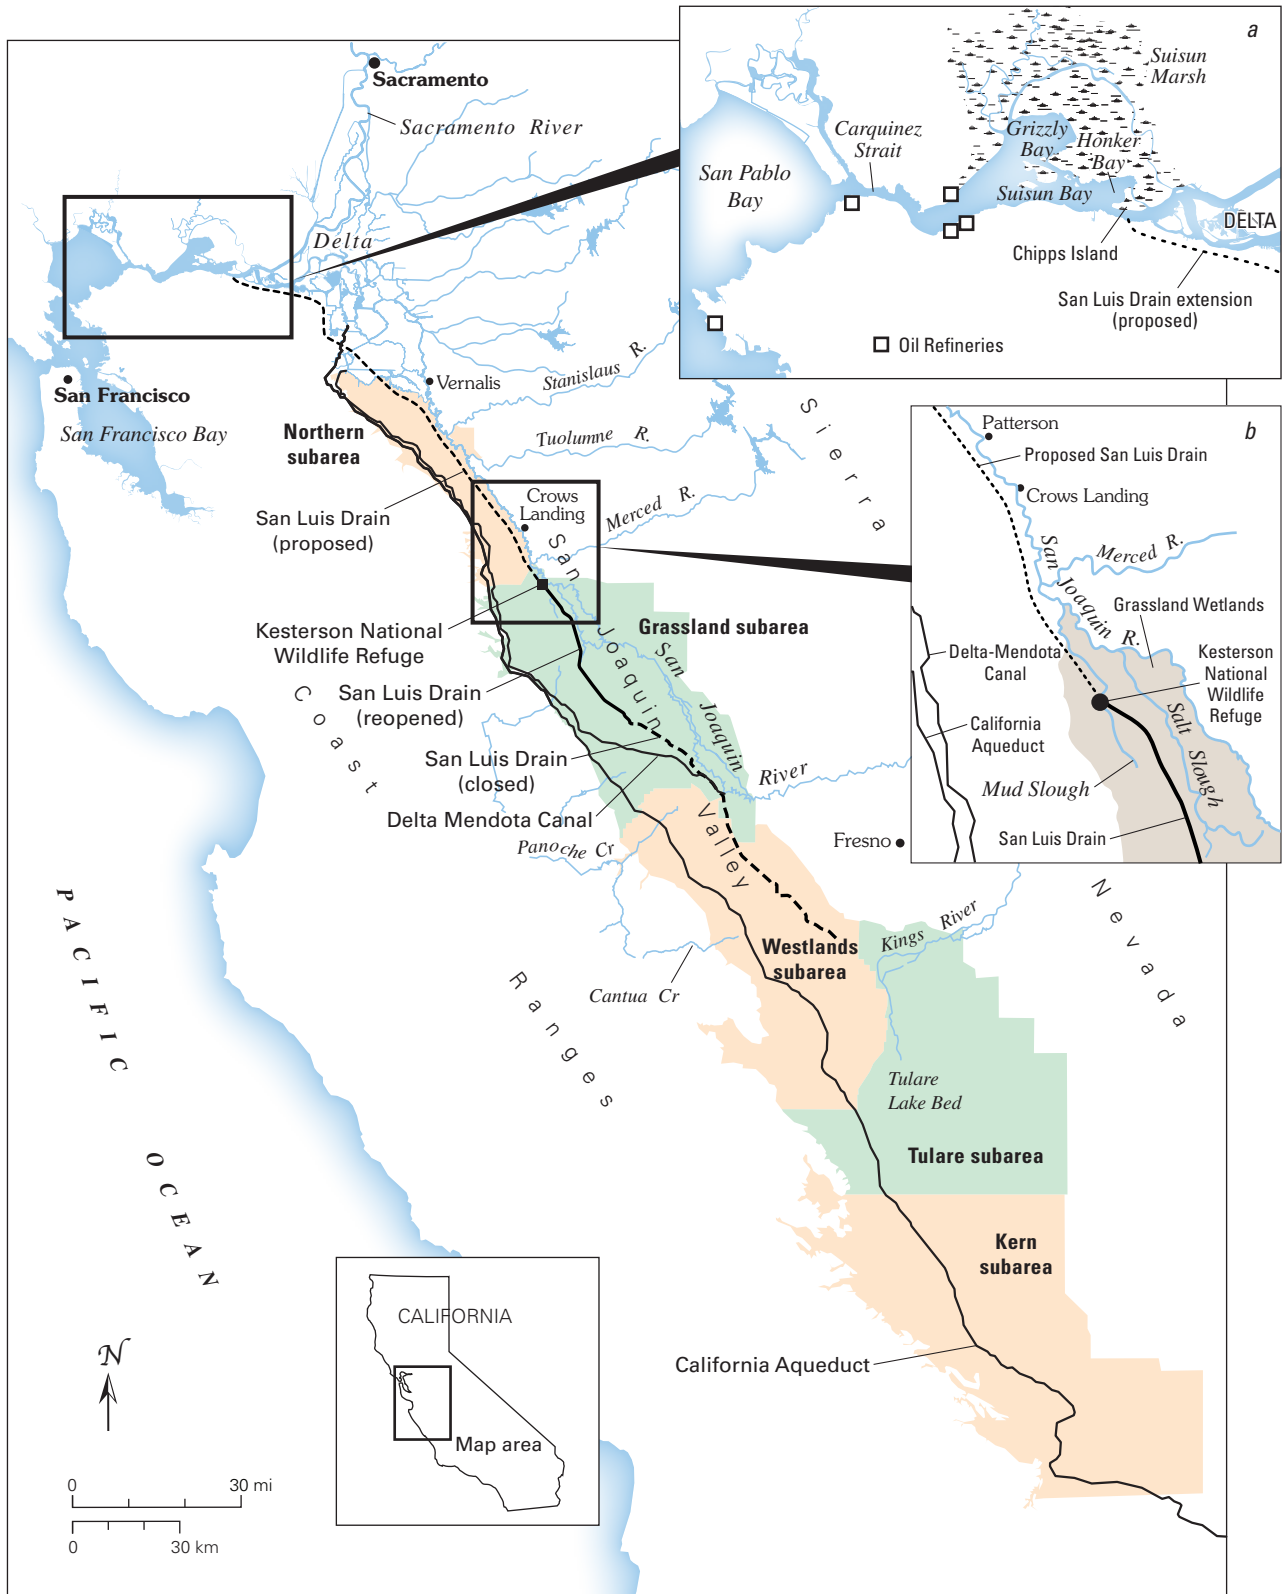 a
Suisun
Marsh
Grizzly
Bay
Honker
Bay
Carquinez
Strait
San Pablo
Bay
Suisun Bay
DELTA
Chipps Island
San Luis Drain extension
(proposed)
Oil Refineries
Sacramento
Sacramento River
Delta
San Francisco
San Francisco Bay
Vernalis
Stanislaus R.
Tuolumne R.
Merced R.
Northern
subarea
San Luis Drain
(proposed)
Crows
Landing
Kesterson National
Wildlife Refuge
Grassland subarea
San Luis Drain
(reopened)
San Luis Drain
(closed)
Delta Mendota Canal
San Joaquin River
San Joaquin Valley
Sierra Nevada
Coast Ranges
Panoche Cr
Cantua Cr
Fresno
Kings River
Westlands
subarea
Tulare
Lake Bed
Tulare subarea
Kern
subarea
California Aqueduct
PACIFIC OCEAN
b
Patterson
Proposed San Luis Drain
Crows Landing
San Joaquin R.
Merced R.
Grassland Wetlands
Delta-Mendota
Canal
Kesterson
National
Wildlife
Refuge
California
Aqueduct
Salt Slough
Mud Slough
San Luis Drain
CALIFORNIA
Map area
N
0 30 mi
0 30 km